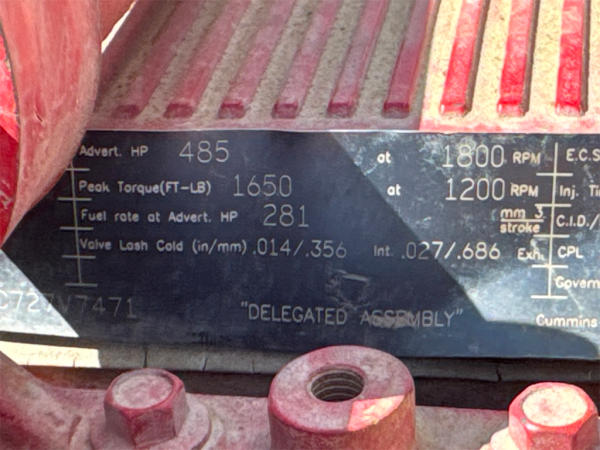 Advert. HP 485 at 1800 RPM E.C.S
Peak Torque(FT-LB) 1650 at 1200 RPM Inj. Ti
Fuel rate at Advert. HP 281 mm 3 stroke C.I.D./
Valve Lash Cold (in/mm) .014/.356 Int. .027/.686 Exh. CPL
Govern
C727V7471
"DELEGATED ASSEMBLY"
Cummins